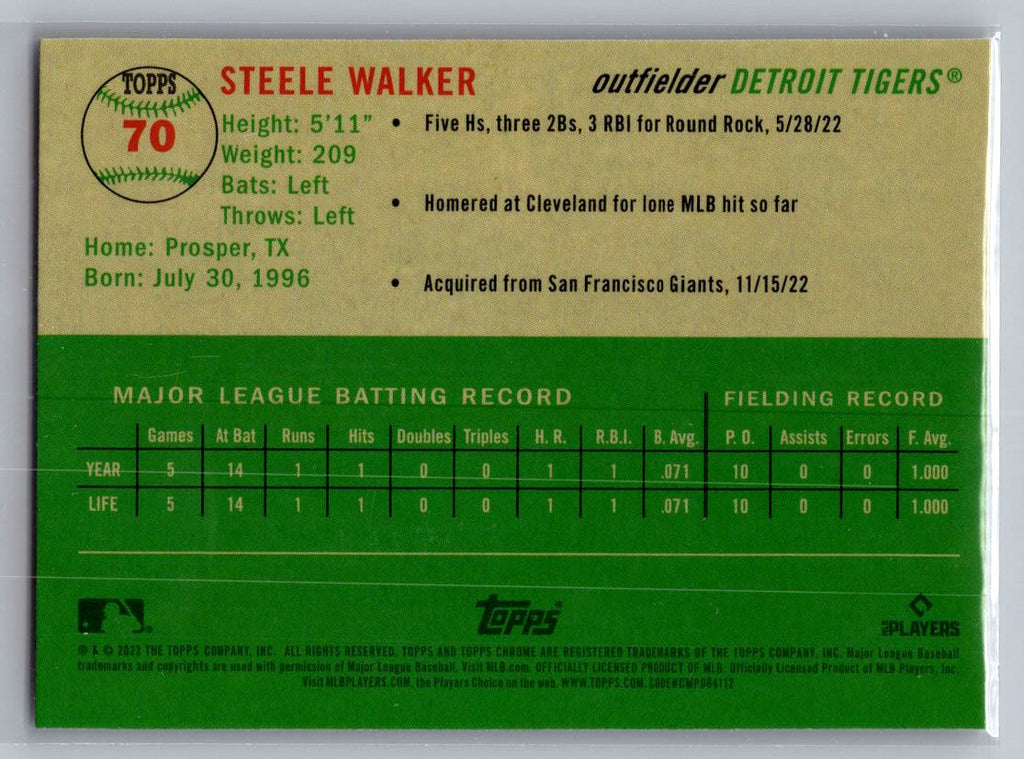 TOPPS
70
STEELE WALKER
outfielder DETROIT TIGERS®
Height: 5'11"
Weight: 209
Bats: Left
Throws: Left
Home: Prosper, TX
Born: July 30, 1996
• Five Hs, three 2Bs, 3 RBI for Round Rock, 5/28/22
• Homered at Cleveland for lone MLB hit so far
• Acquired from San Francisco Giants, 11/15/22
MAJOR LEAGUE BATTING RECORD FIELDING RECORD
Games At Bat Runs Hits Doubles Triples H. R. R.B.I. B. Avg. P. O. Assists Errors F. Avg.
YEAR 5 14 1 1 0 0 1 1 .071 10 0 0 1.000
LIFE 5 14 1 1 0 0 1 1 .071 10 0 0 1.000
topps
MLB PLAYERS
® & © 2023 THE TOPPS COMPANY, INC. ALL RIGHTS RESERVED. TOPPS AND TOPPS CHROME ARE REGISTERED TRADEMARKS OF THE TOPPS COMPANY, INC. Major League Baseball
trademarks and copyrights are used with permission of Major League Baseball. Visit MLB.com. OFFICIALLY LICENSED PRODUCT OF MLB. Officially Licensed Product of MLB Players, Inc.
Visit MLBPLAYERS.COM, the Players Choice on the web. WWW.TOPPS.COM. CODE#CMP084112